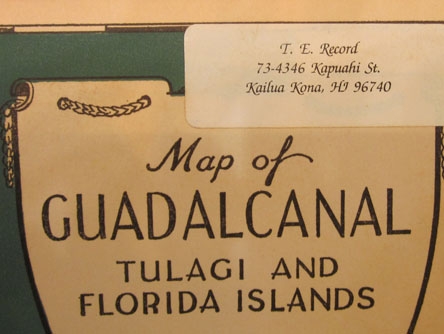 T. E. Record
73-4346 Kapuahi St.
Kailua Kona, HI 96740
Map of
GUADALCANAL
TULAGI AND
FLORIDA ISLANDS